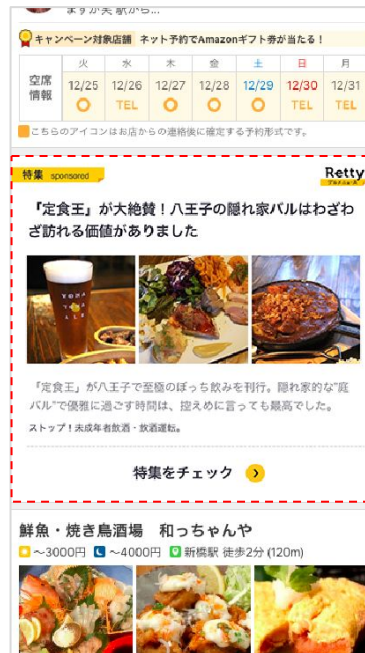 キャンペーン対象店舗 ネット予約でAmazonギフト券が当たる!
火 水 木 金 土 日 月
空席情報
12/25 12/26 12/27 12/28 12/29 12/30 12/31
TEL TEL TEL
こちらのアイコンはお店からの連絡後に確定する予約形式です。
特集 sponsored
Retty
『定食王』が大絶賛!八王子の隠れ家バルはわざわ
ざ訪れる価値がありました
YONA
YONA
ALE
『定食王』が八王子で至極のぼっち飲みを刊行。隠れ家的な"庭
バル"で優雅に過ごす時間は、控えめに言っても最高でした。
ストップ!未成年者飲酒・飲酒運転。
特集をチェック
鮮魚・焼き鳥酒場 和っちゃんや
～3000円 ～4000円 新橋駅 徒歩2分 (120m)